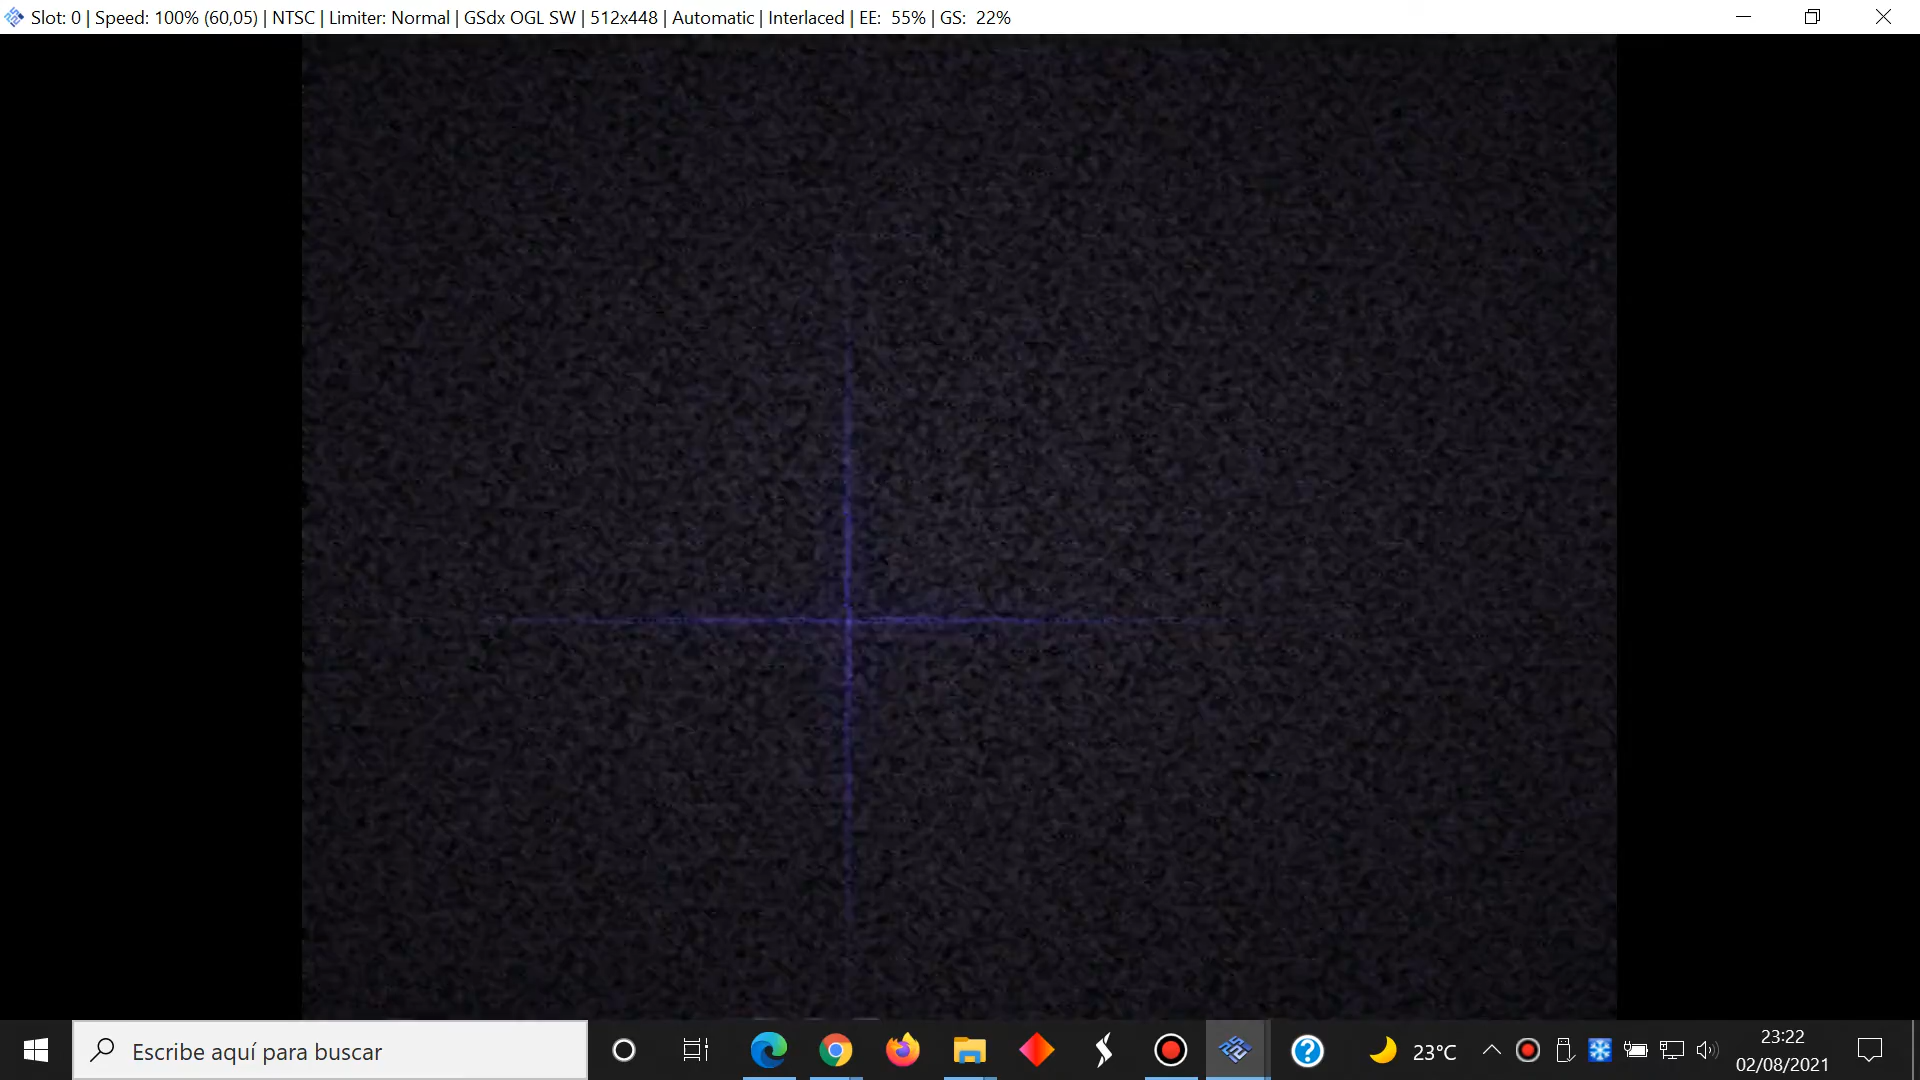 Slot: 0 | Speed: 100% (60,05) | NTSC | Limiter: Normal | GSdx OGL SW | 512x448 | Automatic | Interlaced | EE:  55% | GS:  22%
Escribe aquí para buscar
23°C
23:22
02/08/2021